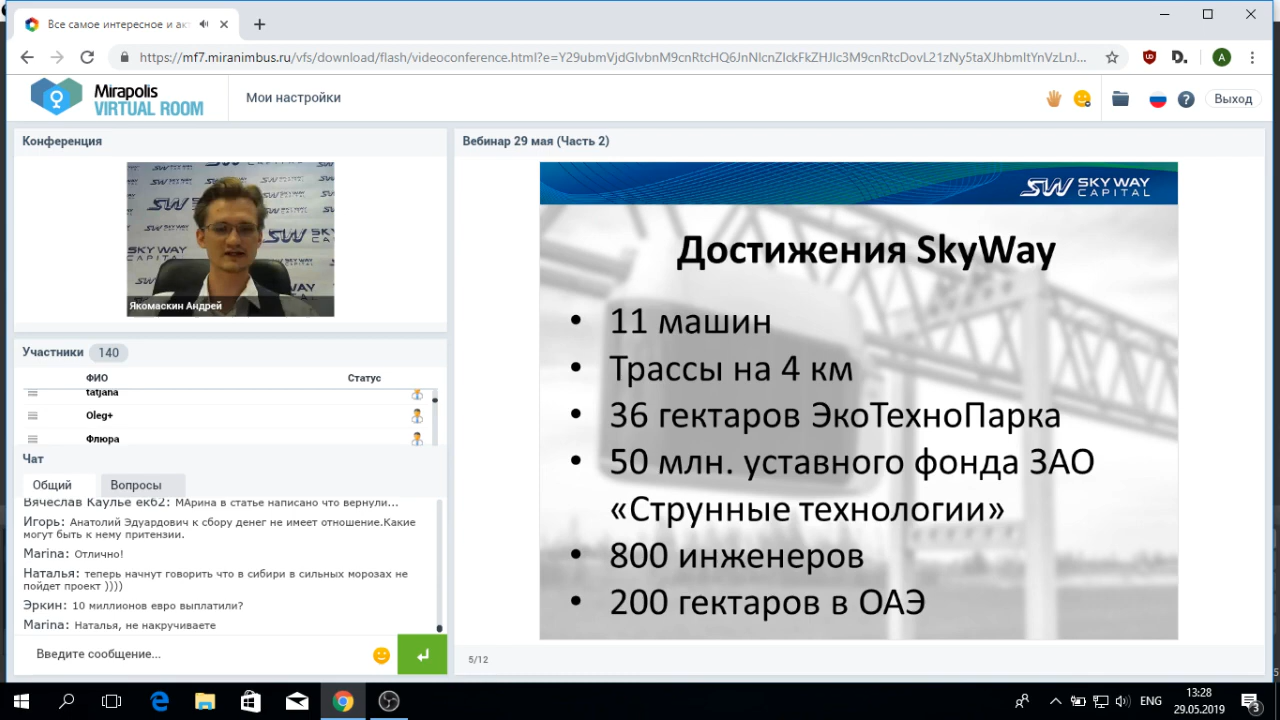 Все самое интересное и ак
https://mf7.miranimbus.ru/vfs/download/flash/videoconference.html?e=Y29ubmVjdGlvbnM9cnRtcHQ6JnNlcnZlckFkZHJlc3M9cnRtcDovL21zNy5taXJhbmltYnVzLnJ...
A
Mirapolis
VIRTUAL ROOM
Мои настройки
Выход
Конференция
Вебинар 29 мая (Часть 2)
Якомаскин Андрей
SW SKY WAY
CAPITAL
Достижения SkyWay
• 11 машин
• Трассы на 4 км
• 36 гектаров ЭкоТехноПарка
• 50 млн. уставного фонда ЗАО
«Струнные технологии»
• 800 инженеров
• 200 гектаров в ОАЭ
Участники 140
ФИО Статус
tatjana
Oleg+
Флюра
Чат
Общий Вопросы
Вячеслав Каулье екб2: МАрина в статье написано что вернули...
Игорь: Анатолий Эдуардович к сбору денег не имеет отношение.Какие
могут быть к нему притензии.
Marina: Отлично!
Наталья: теперь начнут говорить что в сибири в сильных морозах не
пойдет проект ))))
Эркин: 10 миллионов евро выплатили?
Marina: Наталья, не накручиваете
Введите сообщение...
5/12
ENG
13:28
29.05.2019
3